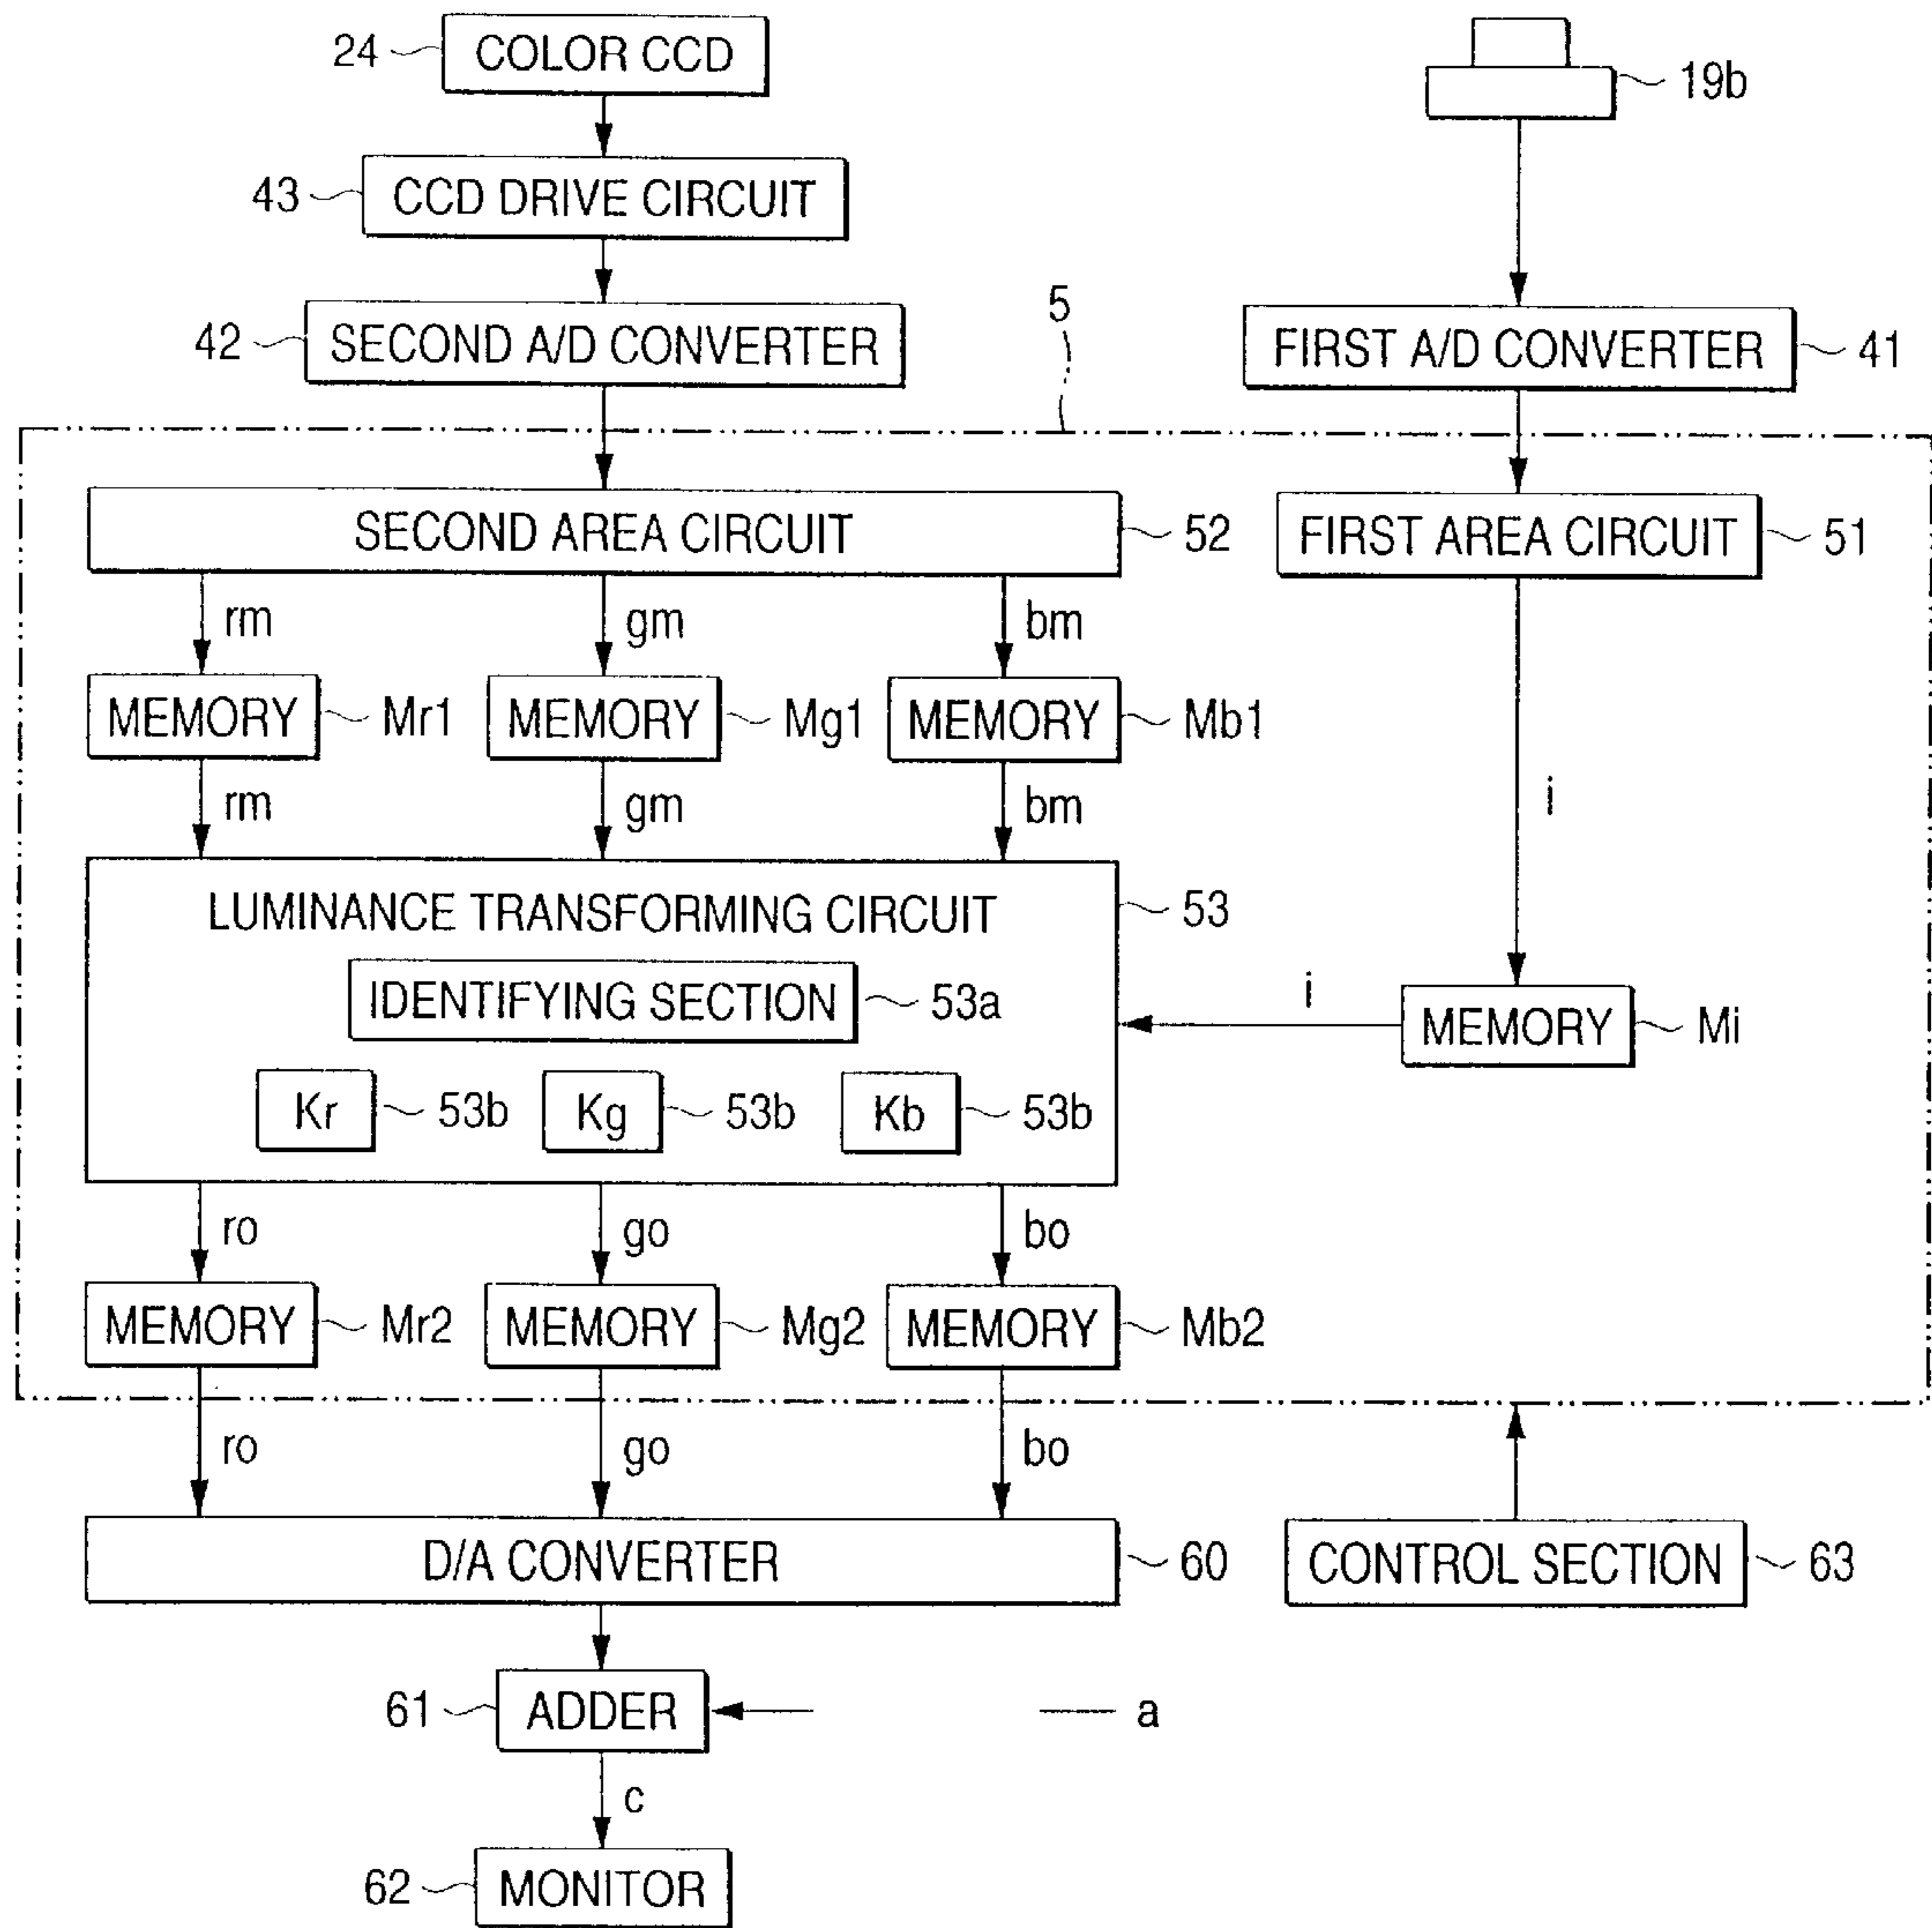 24 COLOR CCD
19b
43 CCD DRIVE CIRCUIT
42 SECOND A/D CONVERTER
5
FIRST A/D CONVERTER 41
SECOND AREA CIRCUIT 52
FIRST AREA CIRCUIT 51
rm gm bm
MEMORY Mr1 MEMORY Mg1 MEMORY Mb1
rm gm bm
i
LUMINANCE TRANSFORMING CIRCUIT 53
IDENTIFYING SECTION 53a
i
MEMORY Mi
Kr 53b Kg 53b Kb 53b
ro go bo
MEMORY Mr2 MEMORY Mg2 MEMORY Mb2
ro go bo
D/A CONVERTER 60
CONTROL SECTION 63
61 ADDER a
c
62 MONITOR